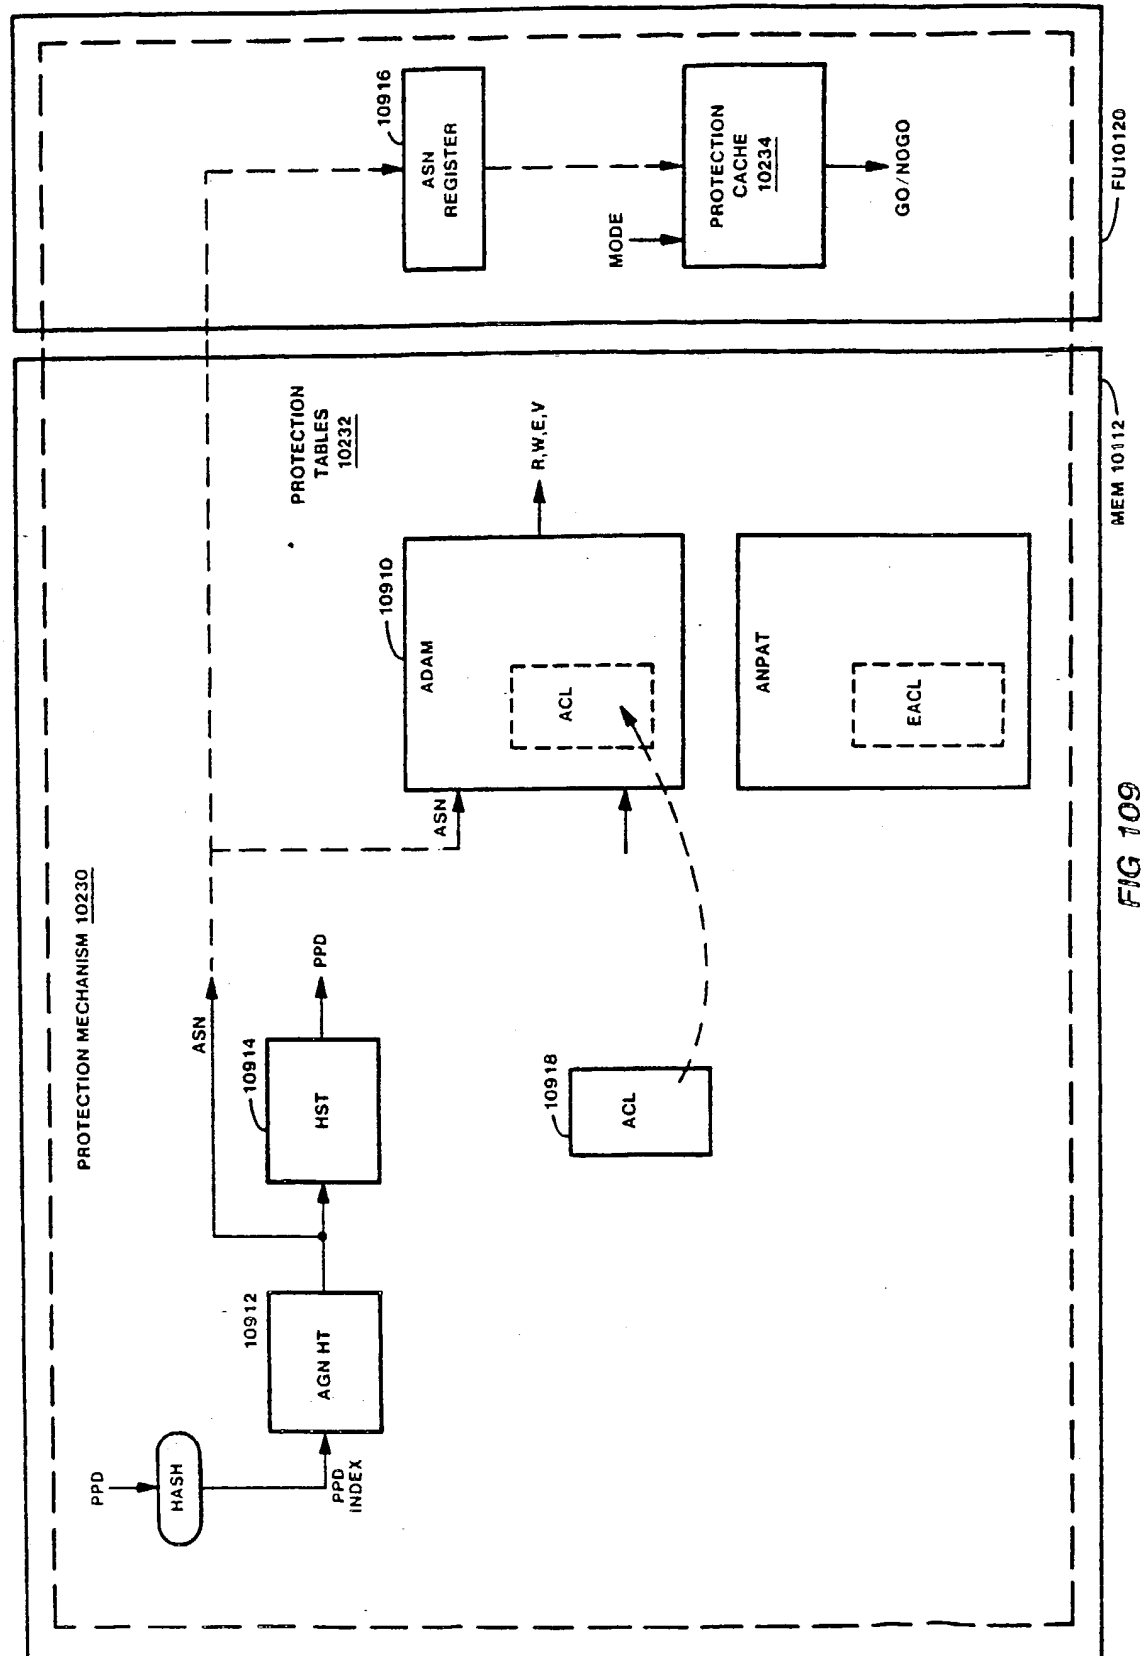 PROTECTION MECHANISM 10230
PPD
HASH
PPD
INDEX
10912
AGN HT
ASN
10914
HST
PPD
10918
ACL
PROTECTION
TABLES
10232
ASN
10910
ADAM
ACL
R,W,E,V
ANPAT
EACL
MEM 10112
10916
ASN
REGISTER
MODE
PROTECTION
CACHE
10234
GO/NOGO
FU10120
FIG 109